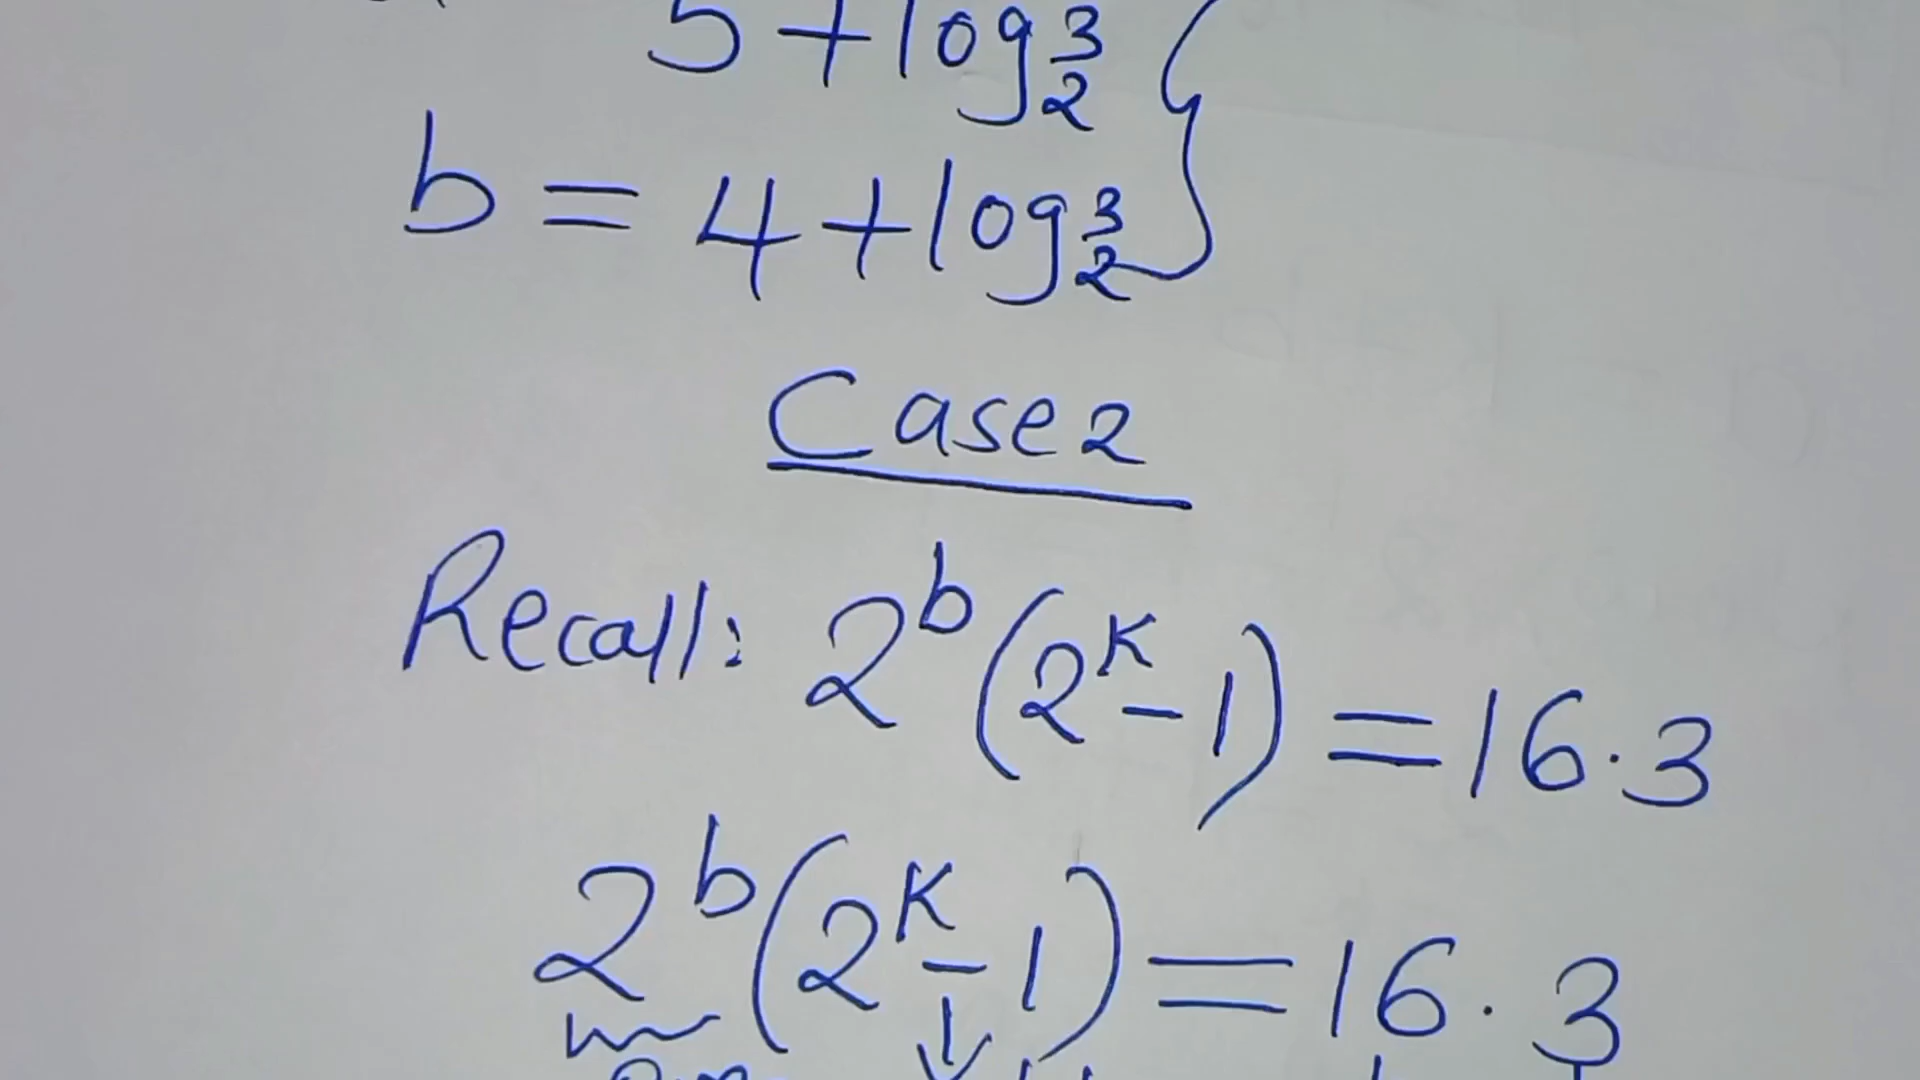 5 + log 3/2
b = 4 + log 3/2
Case 2
Recall: 2^b (2^K - 1) = 16 · 3
2^b (2^K - 1) = 16 · 3